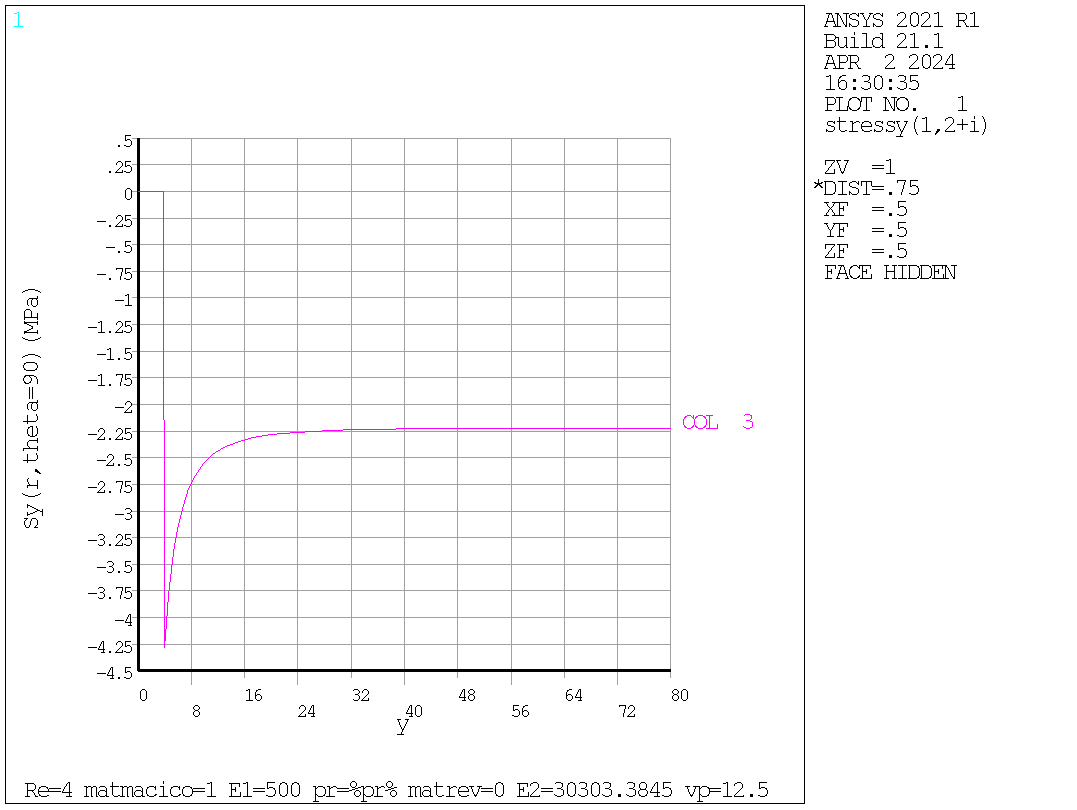 1
ANSYS 2021 R1
Build 21.1
APR  2 2024
16:30:35
PLOT NO.   1
stressy(1,2+i)
ZV  =1
*DIST=.75
XF  =.5
YF  =.5
ZF  =.5
FACE HIDDEN
Sy(r,theta=90)(MPa)
.5
.25
0
-.25
-.5
-.75
-1
-1.25
-1.5
-1.75
-2
-2.25
-2.5
-2.75
-3
-3.25
-3.5
-3.75
-4
-4.25
-4.5
COL  3
0 16 32 48 64 80
8 24 40 56 72
y
Re=4 matmacico=1 E1=500 pr=%pr% matrev=0 E2=30303.3845 vp=12.5